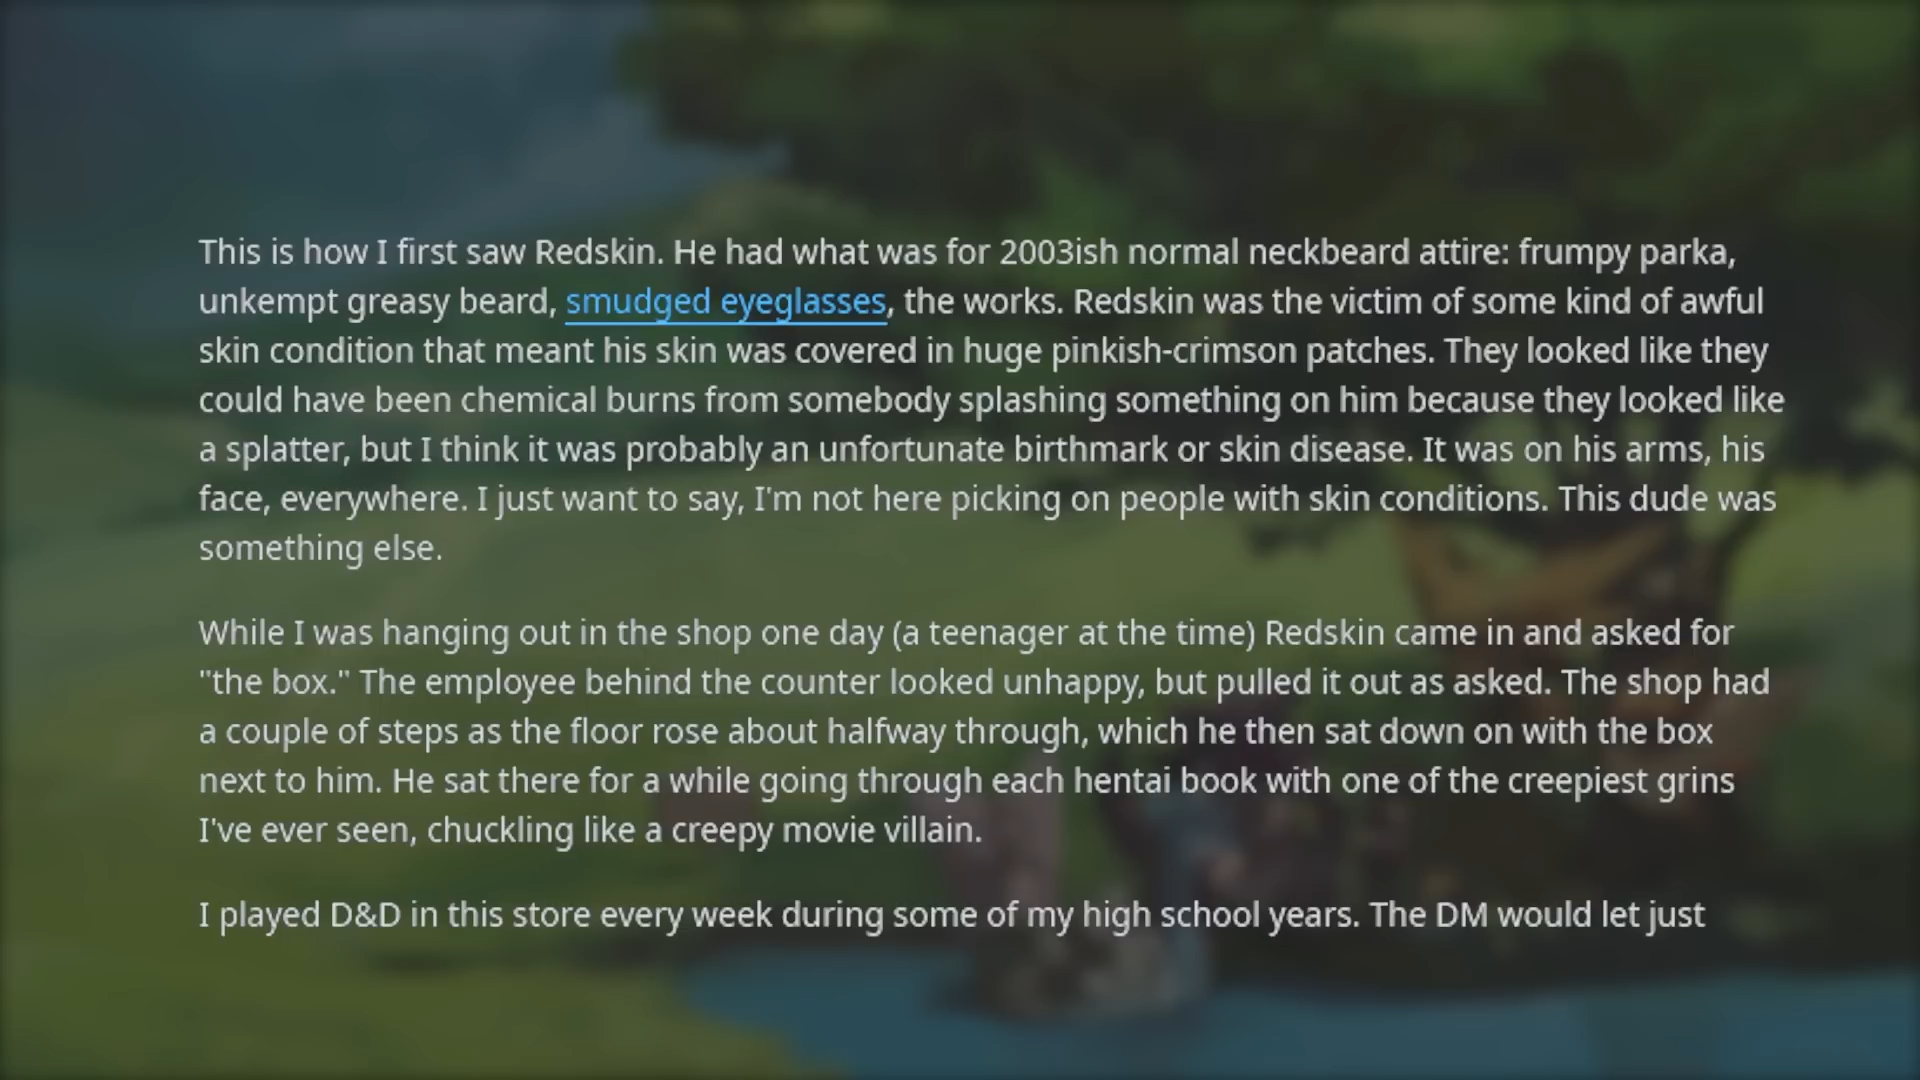 This is how I first saw Redskin. He had what was for 2003ish normal neckbeard attire: frumpy parka,
unkempt greasy beard, smudged eyeglasses, the works. Redskin was the victim of some kind of awful
skin condition that meant his skin was covered in huge pinkish-crimson patches. They looked like they
could have been chemical burns from somebody splashing something on him because they looked like
a splatter, but I think it was probably an unfortunate birthmark or skin disease. It was on his arms, his
face, everywhere. I just want to say, I'm not here picking on people with skin conditions. This dude was
something else.
While I was hanging out in the shop one day (a teenager at the time) Redskin came in and asked for
"the box." The employee behind the counter looked unhappy, but pulled it out as asked. The shop had
a couple of steps as the floor rose about halfway through, which he then sat down on with the box
next to him. He sat there for a while going through each hentai book with one of the creepiest grins
I've ever seen, chuckling like a creepy movie villain.
I played D&D in this store every week during some of my high school years. The DM would let just